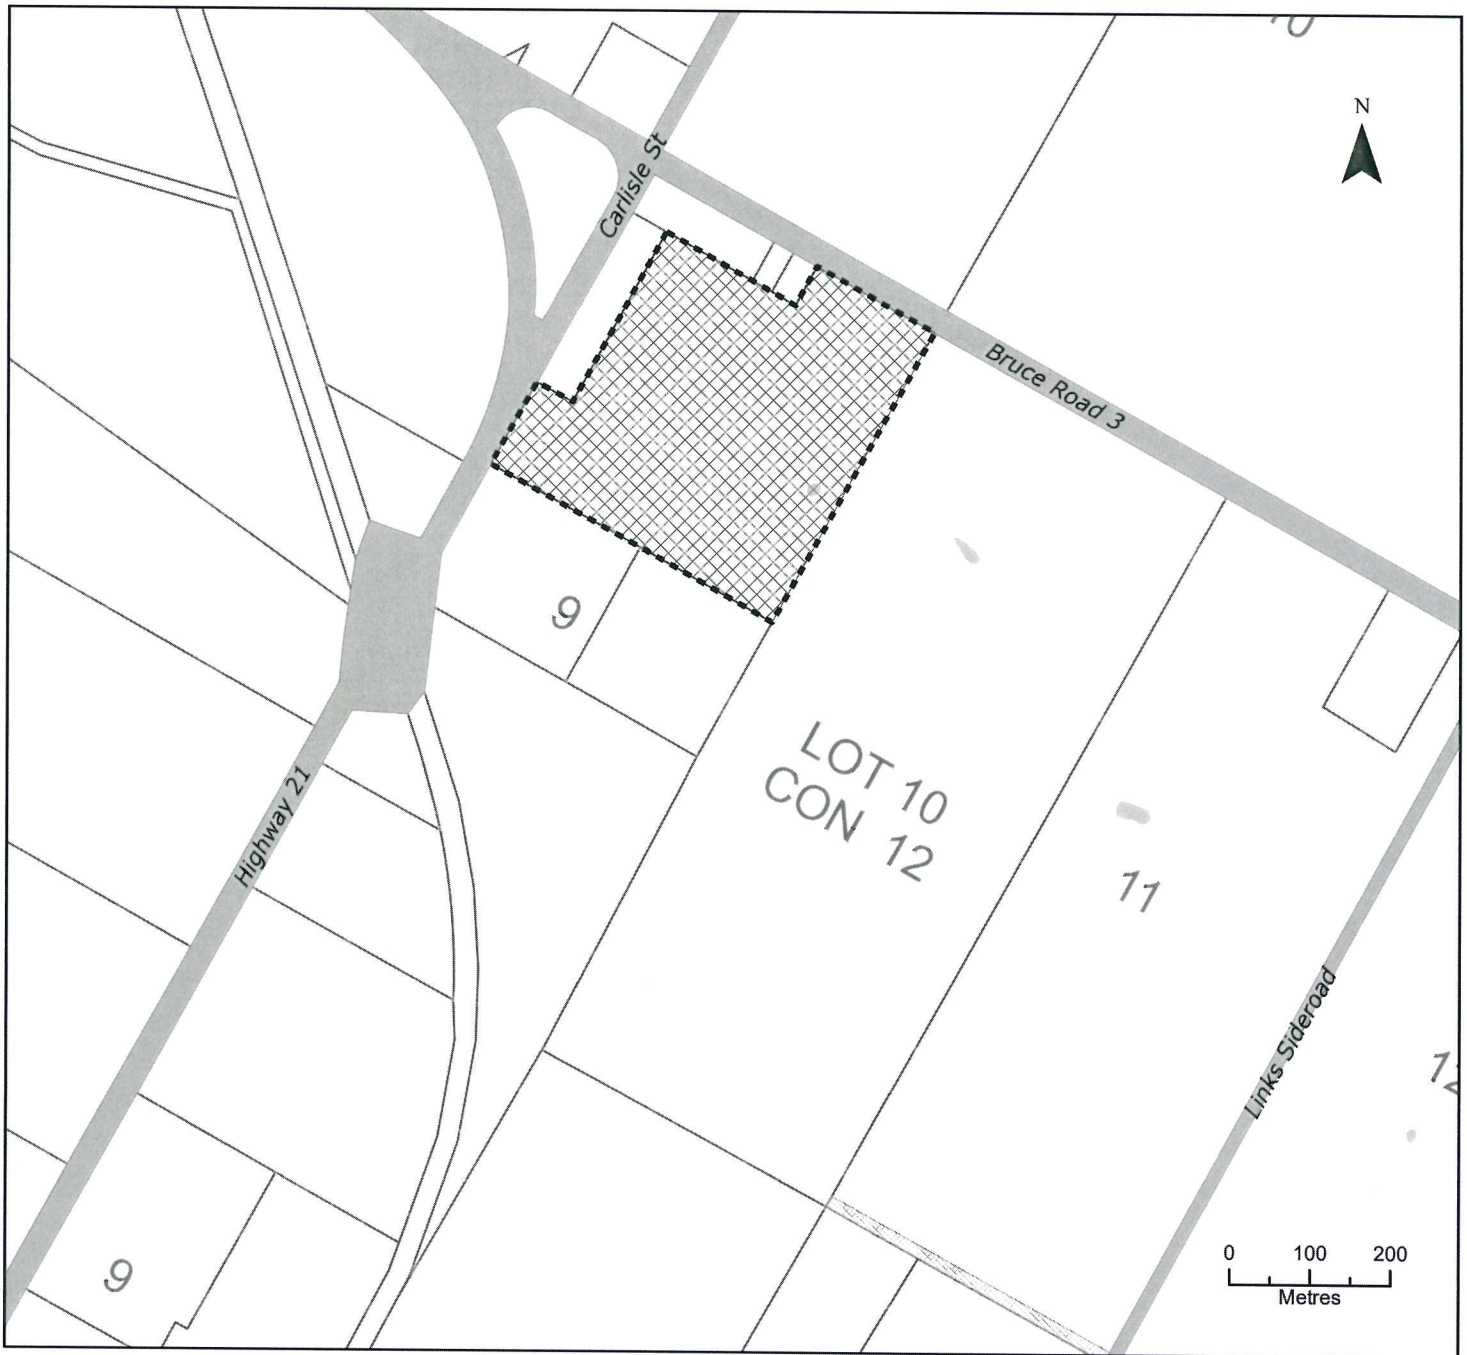 N
Carlisle St
Bruce Road 3
9
LOT 10
CON 12
11
Highway 21
Links Sideroad
9
0 100 200
Metres